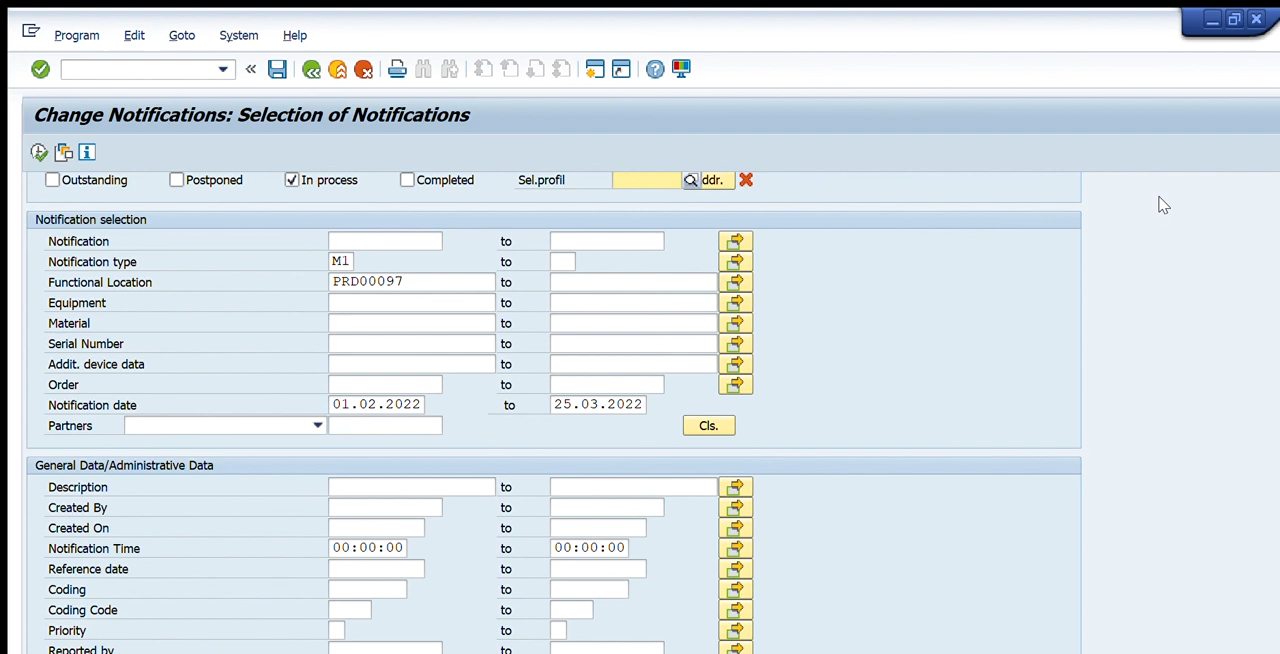 Program Edit Goto System Help
Change Notifications: Selection of Notifications
Outstanding Postponed In process Completed Sel.profil ddr.
Notification selection
Notification to
Notification type M1 to
Functional Location PRD00097 to
Equipment to
Material to
Serial Number to
Addit. device data to
Order to
Notification date 01.02.2022 to 25.03.2022
Partners Cls.
General Data/Administrative Data
Description to
Created By to
Created On to
Notification Time 00:00:00 to 00:00:00
Reference date to
Coding to
Coding Code to
Priority to
Reported by to